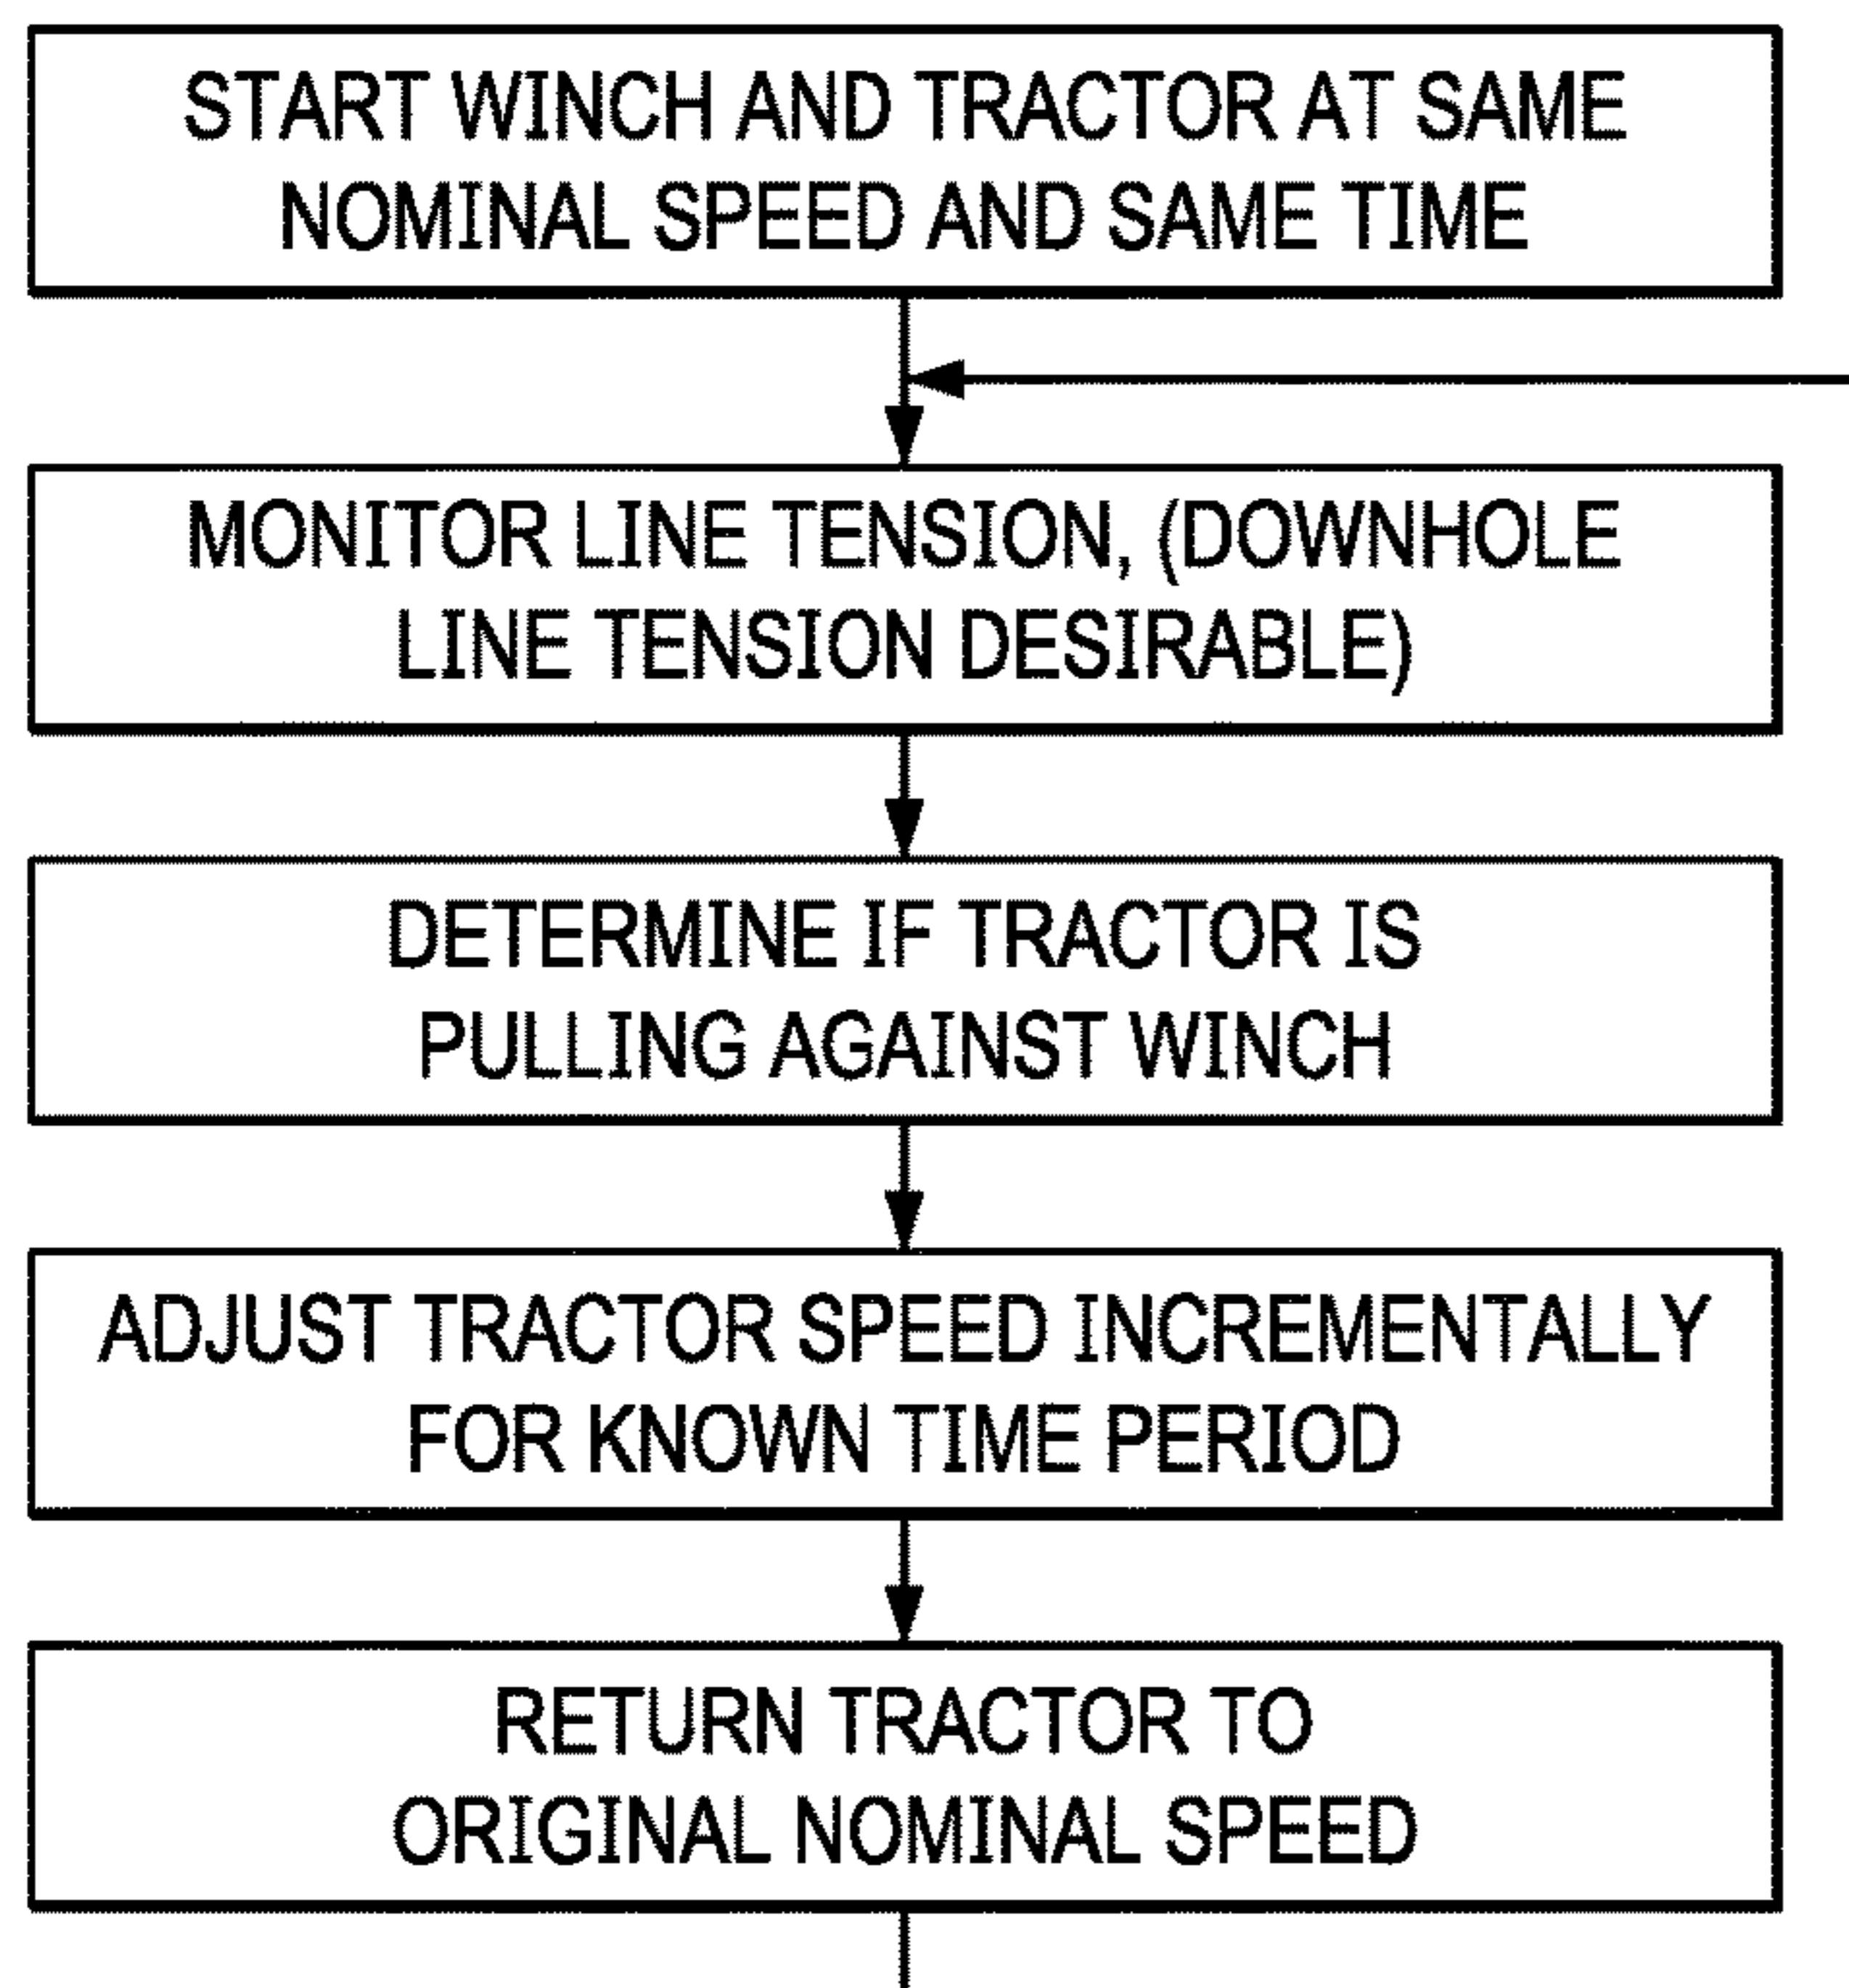 START WINCH AND TRACTOR AT SAME
NOMINAL SPEED AND SAME TIME
MONITOR LINE TENSION, (DOWNHOLE
LINE TENSION DESIRABLE)
DETERMINE IF TRACTOR IS
PULLING AGAINST WINCH
ADJUST TRACTOR SPEED INCREMENTALLY
FOR KNOWN TIME PERIOD
RETURN TRACTOR TO
ORIGINAL NOMINAL SPEED